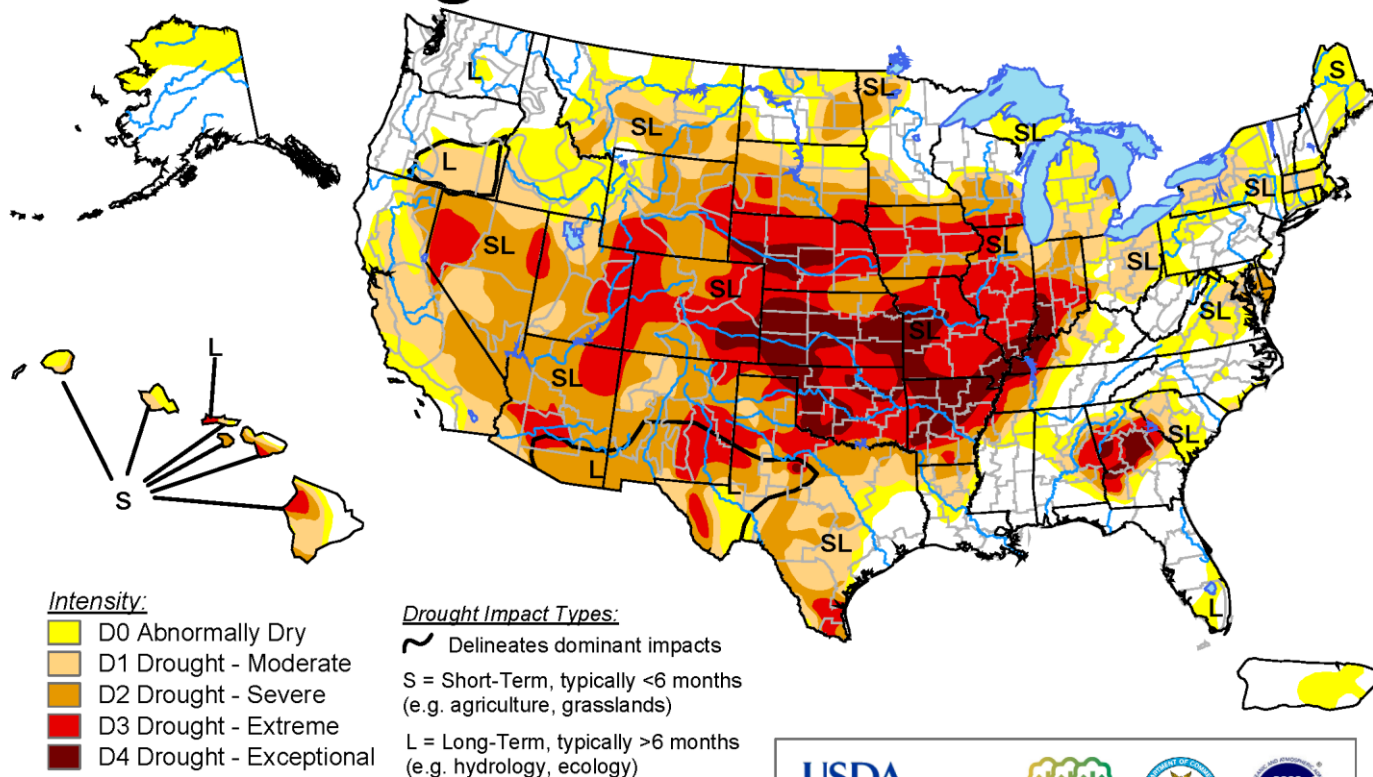 L
S
SL
SL
SL
L
SL
SL
SL
SL
SL
SL
SL
SL
SL
L
L
L
SL
SL
L
S
Intensity:
D0 Abnormally Dry
D1 Drought - Moderate
D2 Drought - Severe
D3 Drought - Extreme
D4 Drought - Exceptional
Drought Impact Types:
Delineates dominant impacts
S = Short-Term, typically <6 months
(e.g. agriculture, grasslands)
L = Long-Term, typically >6 months
(e.g. hydrology, ecology)
USDA